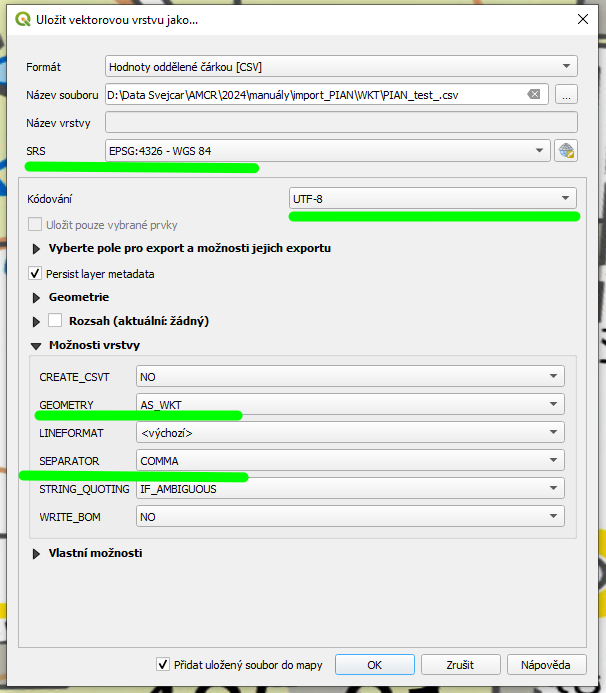 Uložit vektorovou vrstvu jako...
Formát Hodnoty oddělené čárkou [CSV]
Název souboru D:\Data Svejcar\AMCR\2024\manuály\import_PIAN\WKT\PIAN_test_.csv ...
Název vrstvy
SRS EPSG:4326 - WGS 84
Kódování UTF-8
Uložit pouze vybrané prvky
Vyberte pole pro export a možnosti jejich exportu
Persist layer metadata
Geometrie
Rozsah (aktuální: žádný)
Možnosti vrstvy
CREATE_CSVT NO
GEOMETRY AS_WKT
LINEFORMAT <výchozí>
SEPARATOR COMMA
STRING_QUOTING IF_AMBIGUOUS
WRITE_BOM NO
Vlastní možnosti
Přidat uložený soubor do mapy OK Zrušit Nápověda